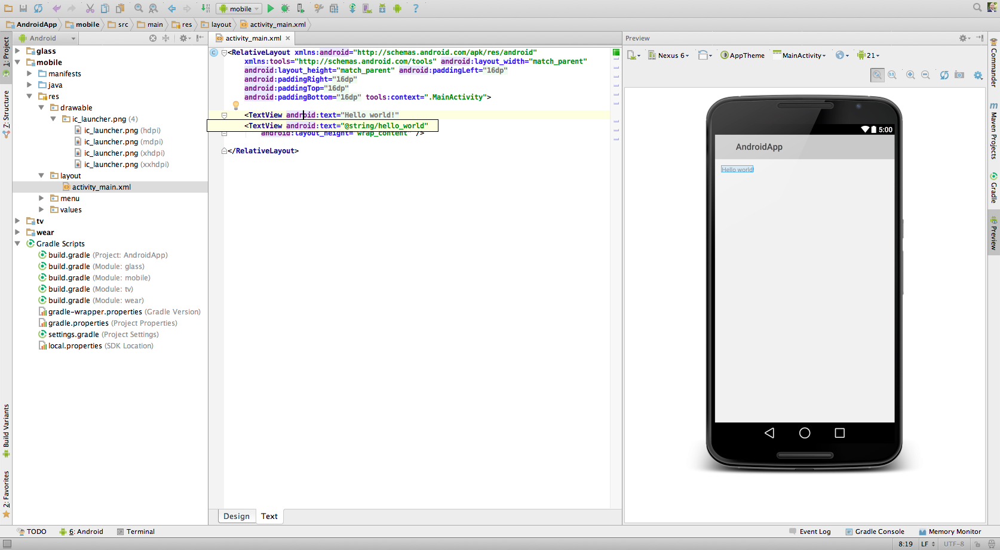 mobile
AndroidApp mobile src main res layout activity_main.xml
Android
activity_main.xml
Preview
1: Project
Z: Structure
Build Variants
2: Favorites
glass
mobile
manifests
java
res
drawable
ic_launcher.png (4)
ic_launcher.png (hdpi)
ic_launcher.png (mdpi)
ic_launcher.png (xhdpi)
ic_launcher.png (xxhdpi)
layout
activity_main.xml
menu
values
tv
wear
Gradle Scripts
build.gradle (Project: AndroidApp)
build.gradle (Module: glass)
build.gradle (Module: mobile)
build.gradle (Module: tv)
build.gradle (Module: wear)
gradle-wrapper.properties (Gradle Version)
gradle.properties (Project Properties)
settings.gradle (Project Settings)
local.properties (SDK Location)
C
<RelativeLayout xmlns:android="http://schemas.android.com/apk/res/android"
xmlns:tools="http://schemas.android.com/tools" android:layout_width="match_parent"
android:layout_height="match_parent" android:paddingLeft="16dp"
android:paddingRight="16dp"
android:paddingTop="16dp"
android:paddingBottom="16dp" tools:context=".MainActivity">
<TextView android:text="Hello world!"
<TextView android:text="@string/hello_world"
android:layout_height="wrap_content" />
</RelativeLayout>
Design Text
Nexus 6 AppTheme MainActivity 21
1:1
5:00
AndroidApp
Hello world!
Commander
m Maven Projects
Gradle
Preview
TODO 6: Android Terminal Event Log Gradle Console Memory Monitor
8:19 LF UTF-8